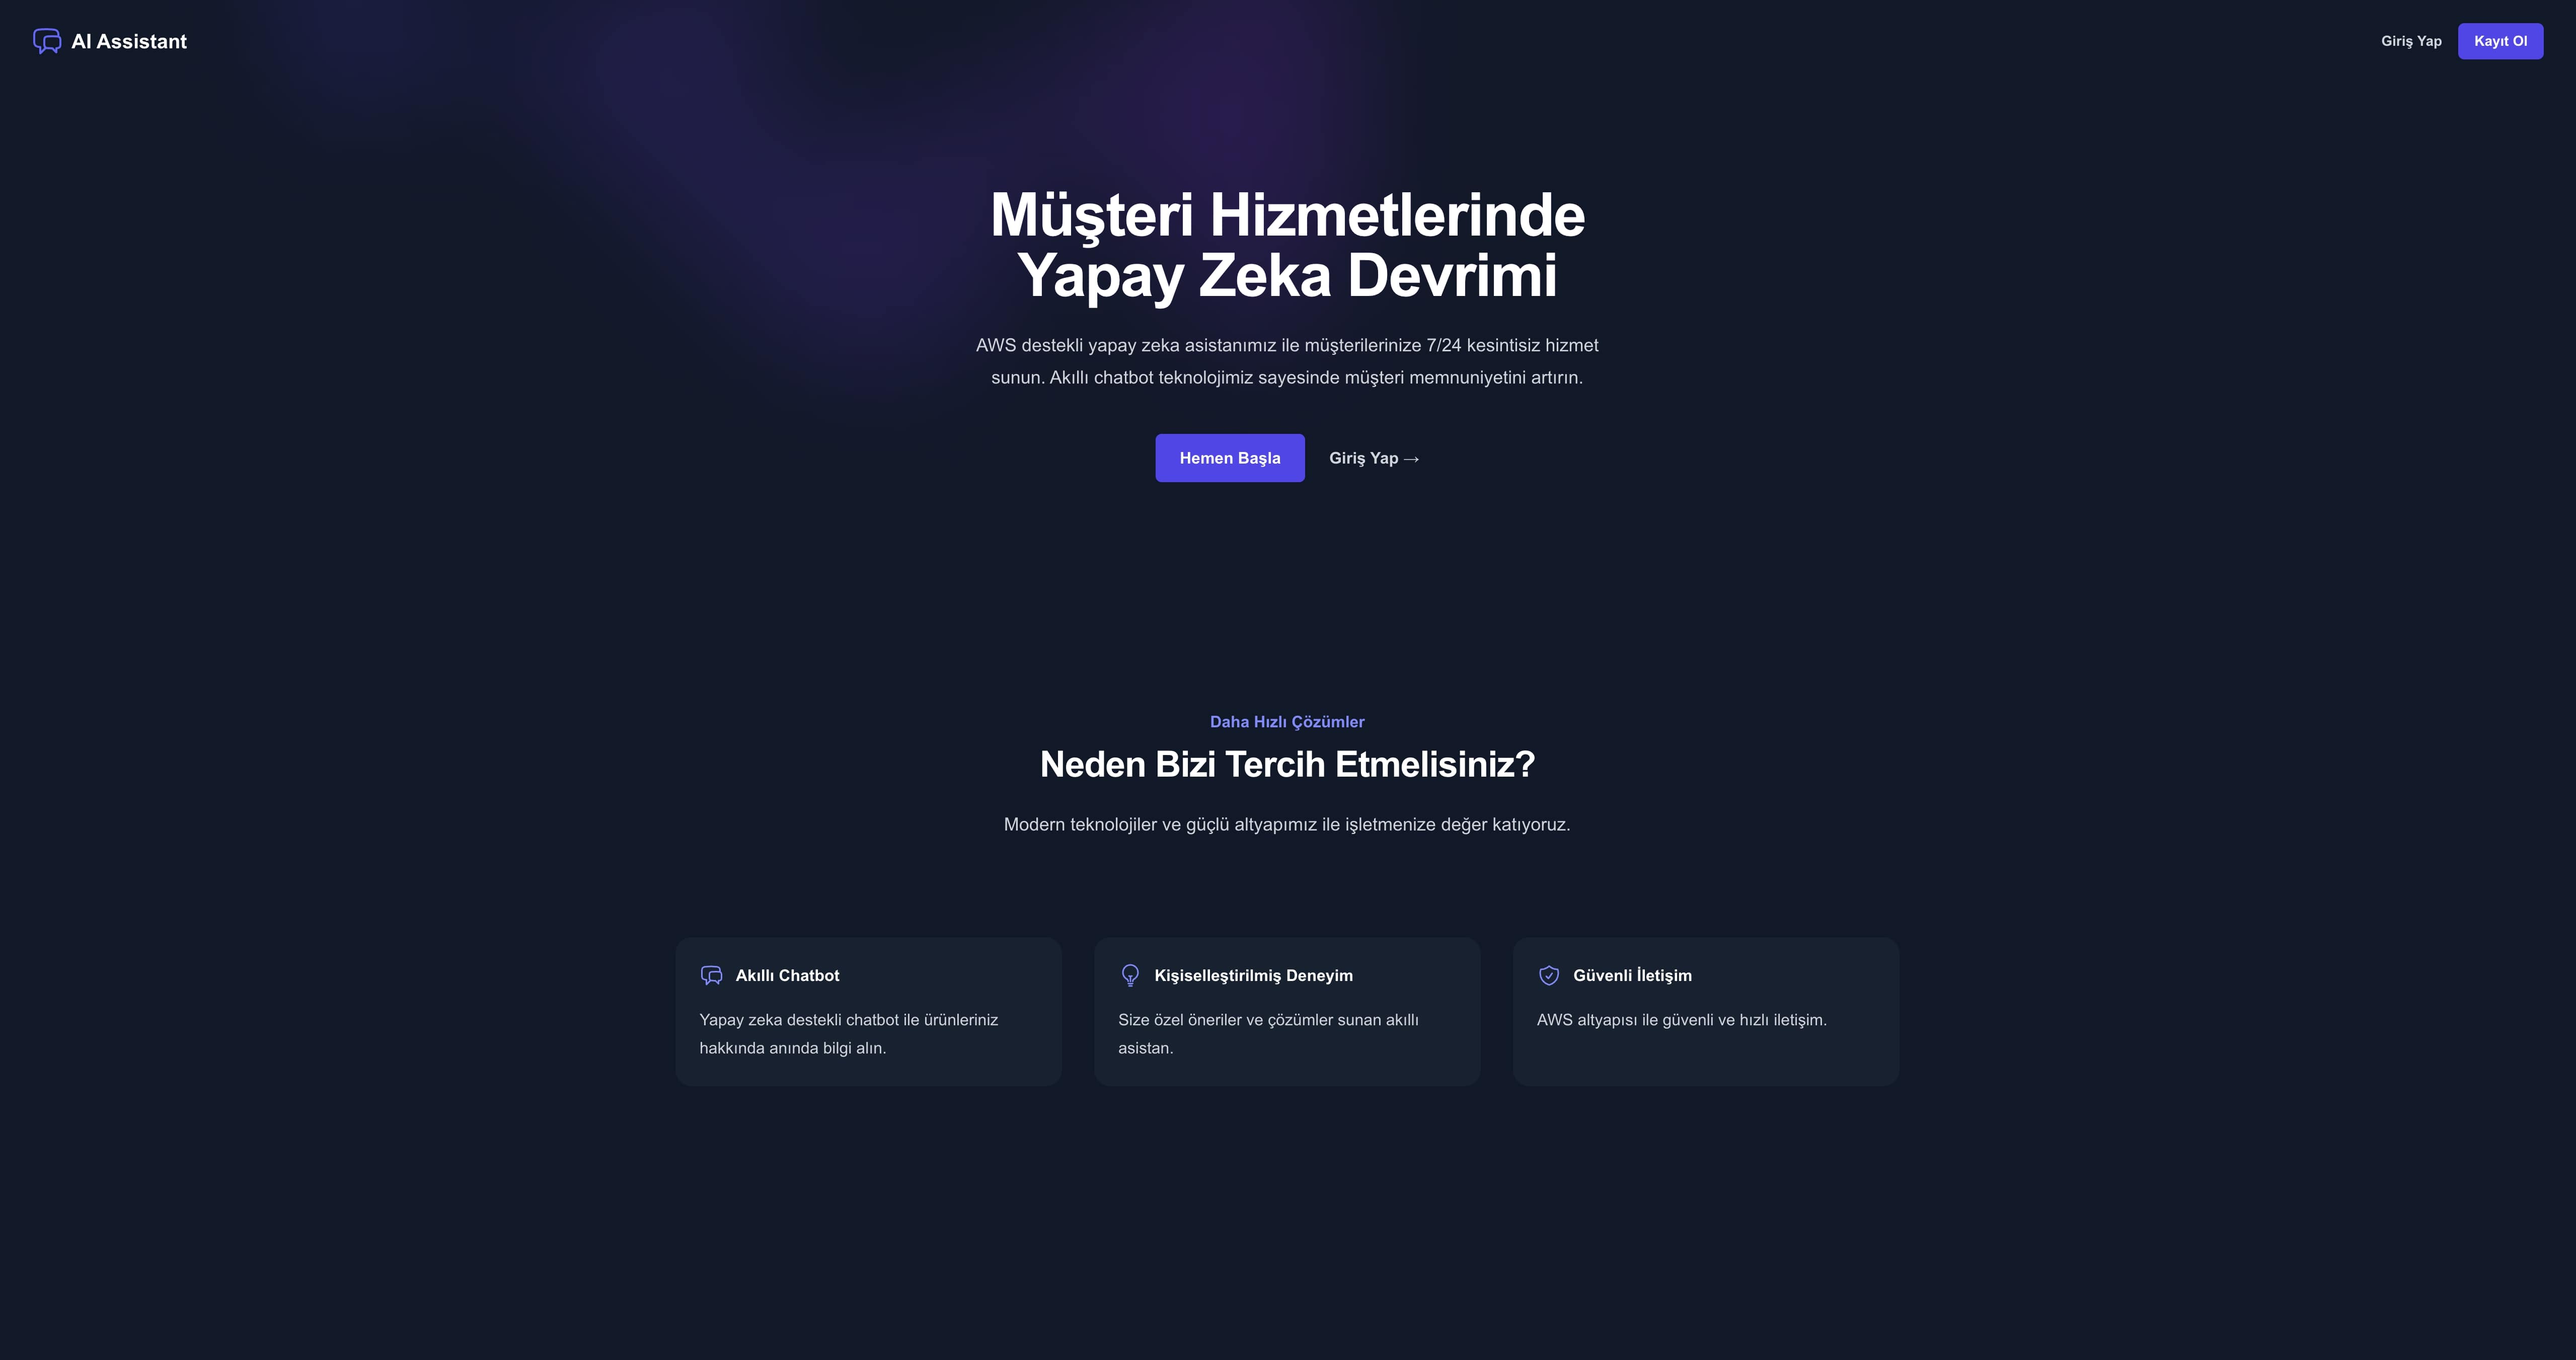 AI Assistant
Giriş Yap
Kayıt Ol
Müşteri Hizmetlerinde
Yapay Zeka Devrimi
AWS destekli yapay zeka asistanımız ile müşterilerinize 7/24 kesintisiz hizmet
sunun. Akıllı chatbot teknolojimiz sayesinde müşteri memnuniyetini artırın.
Hemen Başla
Giriş Yap →
Daha Hızlı Çözümler
Neden Bizi Tercih Etmelisiniz?
Modern teknolojiler ve güçlü altyapımız ile işletmenize değer katıyoruz.
Akıllı Chatbot
Yapay zeka destekli chatbot ile ürünleriniz
hakkında anında bilgi alın.
Kişiselleştirilmiş Deneyim
Size özel öneriler ve çözümler sunan akıllı
asistan.
Güvenli İletişim
AWS altyapısı ile güvenli ve hızlı iletişim.